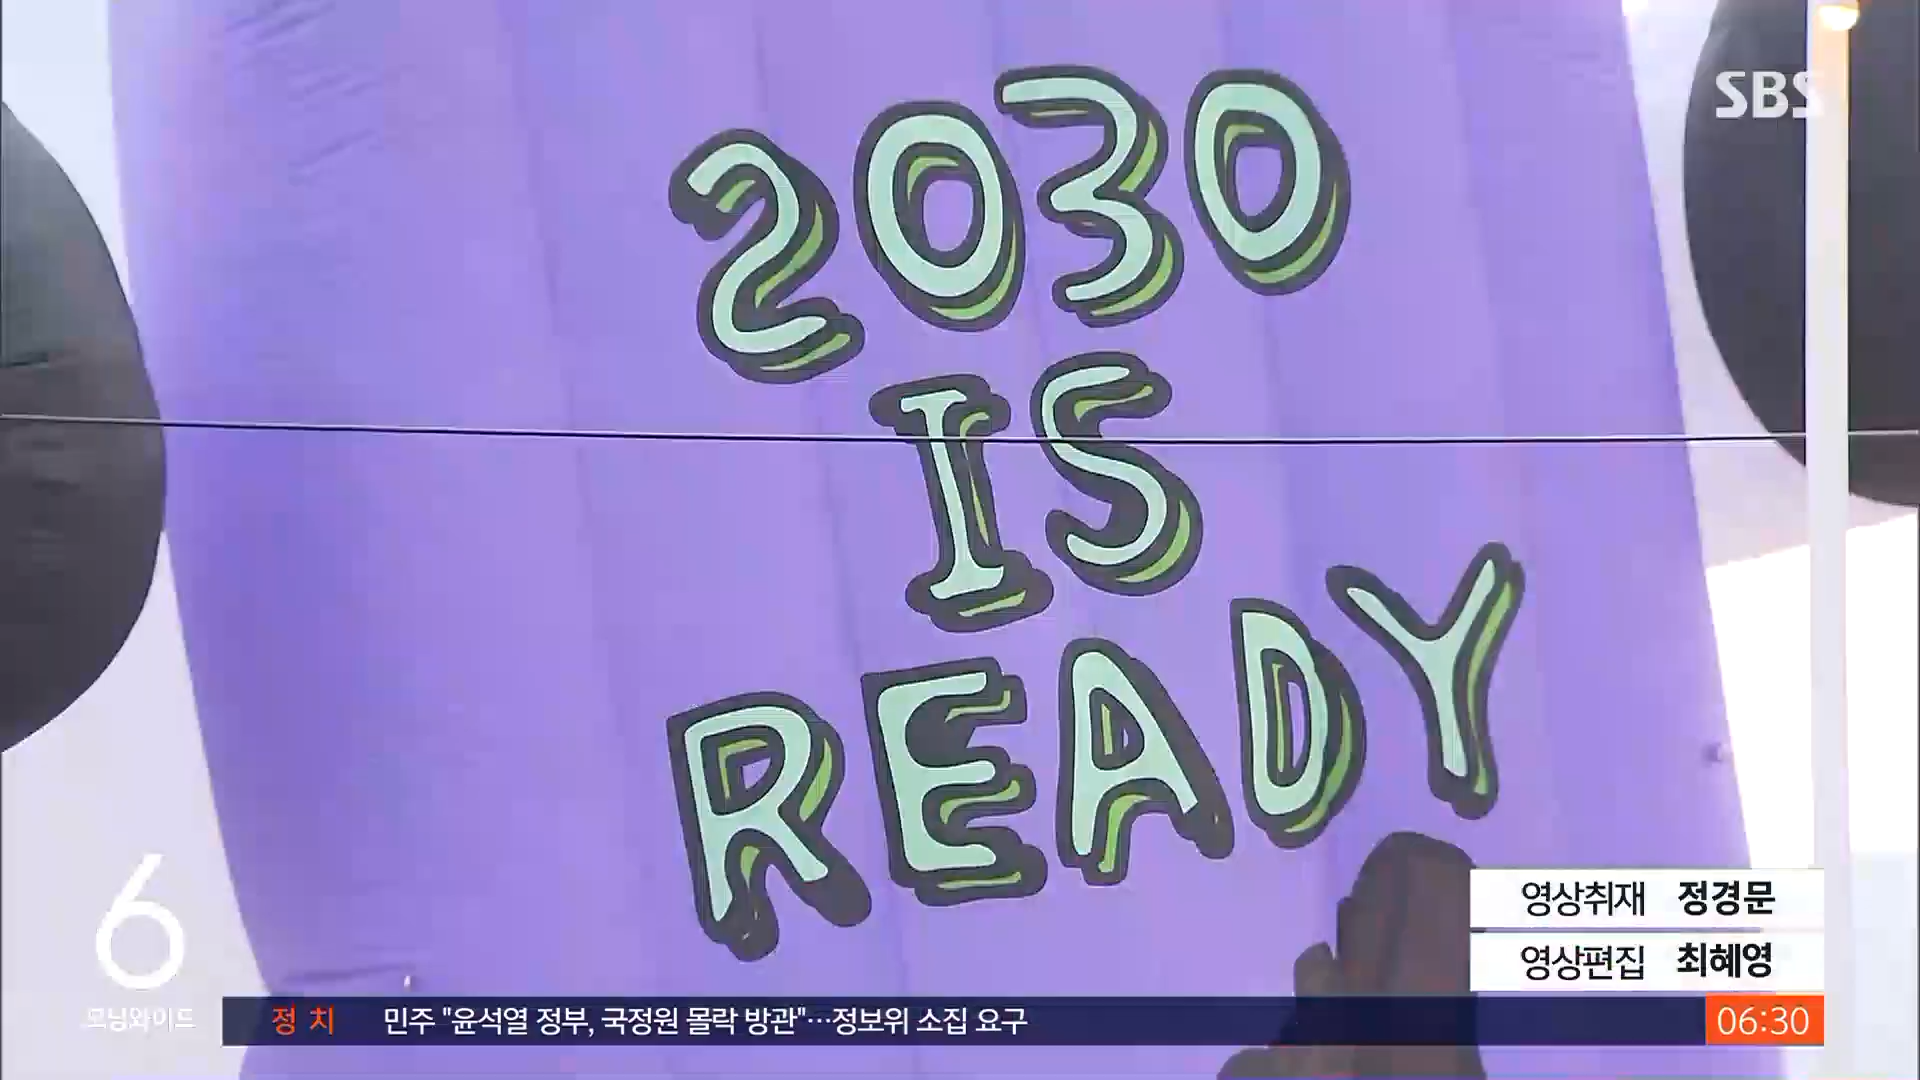 SBS
2030
IS
READY
영상취재 정경문
영상편집 최혜영
6
모닝와이드
정치 민주 "윤석열 정부, 국정원 몰락 방관"…정보위 소집 요구 06:30